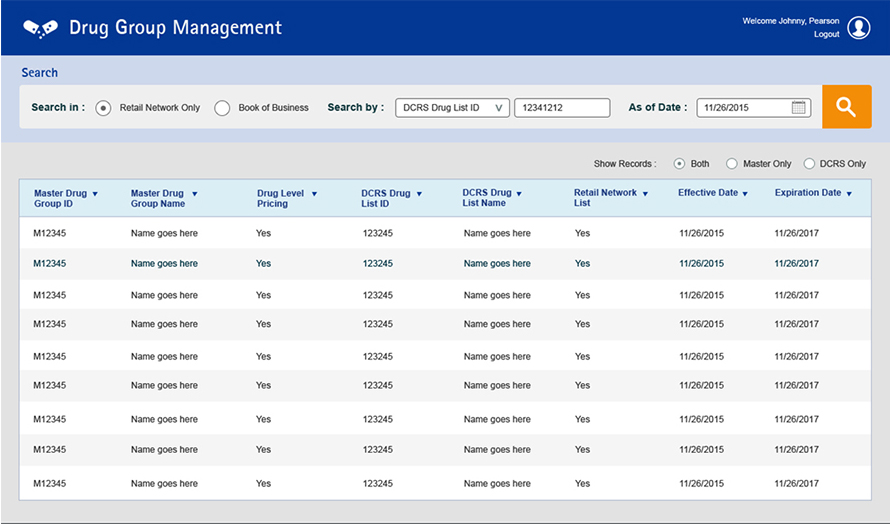 Drug Group Management
Welcome Johnny, Pearson
Logout
Search
Search in : Retail Network Only Book of Business Search by : DCRS Drug List ID V 12341212 As of Date : 11/26/2015
Show Records : Both Master Only DCRS Only
Master Drug Group ID Master Drug Group Name Drug Level Pricing DCRS Drug List ID DCRS Drug List Name Retail Network List Effective Date Expiration Date
M12345 Name goes here Yes 123245 Name goes here Yes 11/26/2015 11/26/2017
M12345 Name goes here Yes 123245 Name goes here Yes 11/26/2015 11/26/2017
M12345 Name goes here Yes 123245 Name goes here Yes 11/26/2015 11/26/2017
M12345 Name goes here Yes 123245 Name goes here Yes 11/26/2015 11/26/2017
M12345 Name goes here Yes 123245 Name goes here Yes 11/26/2015 11/26/2017
M12345 Name goes here Yes 123245 Name goes here Yes 11/26/2015 11/26/2017
M12345 Name goes here Yes 123245 Name goes here Yes 11/26/2015 11/26/2017
M12345 Name goes here Yes 123245 Name goes here Yes 11/26/2015 11/26/2017
M12345 Name goes here Yes 123245 Name goes here Yes 11/26/2015 11/26/2017